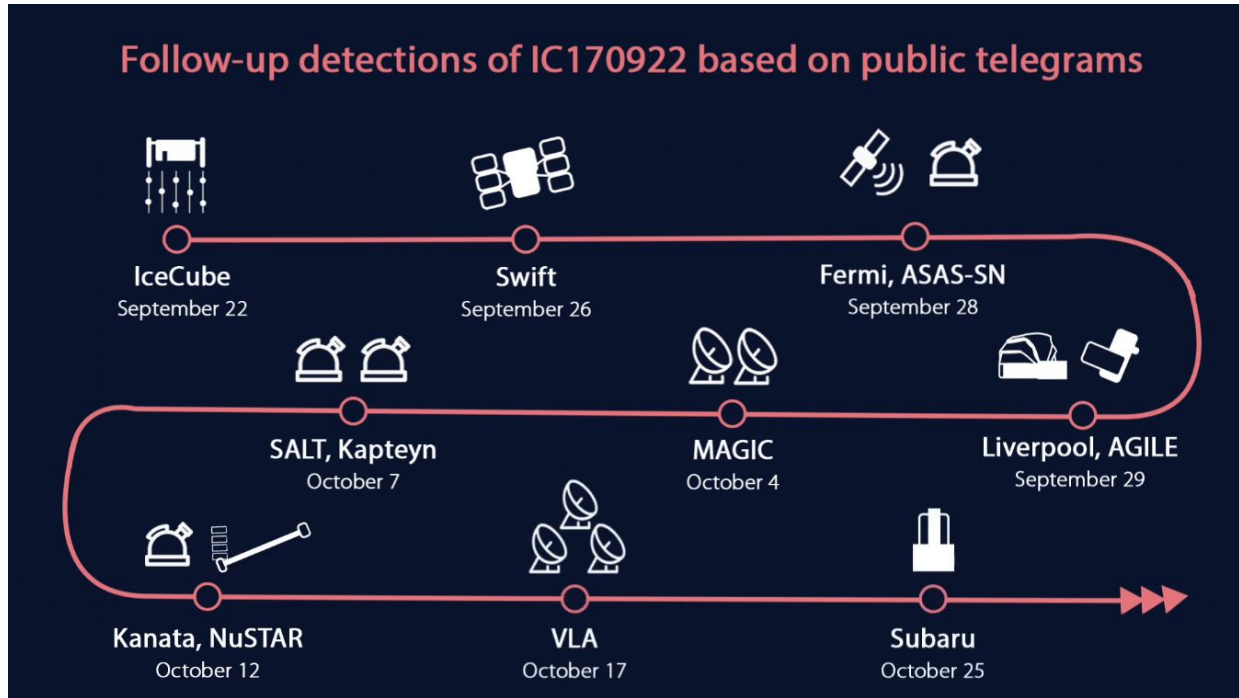 Follow-up detections of IC170922 based on public telegrams
IceCube
September 22
Swift
September 26
Fermi, ASAS-SN
September 28
Liverpool, AGILE
September 29
MAGIC
October 4
SALT, Kapteyn
October 7
Kanata, NuSTAR
October 12
VLA
October 17
Subaru
October 25